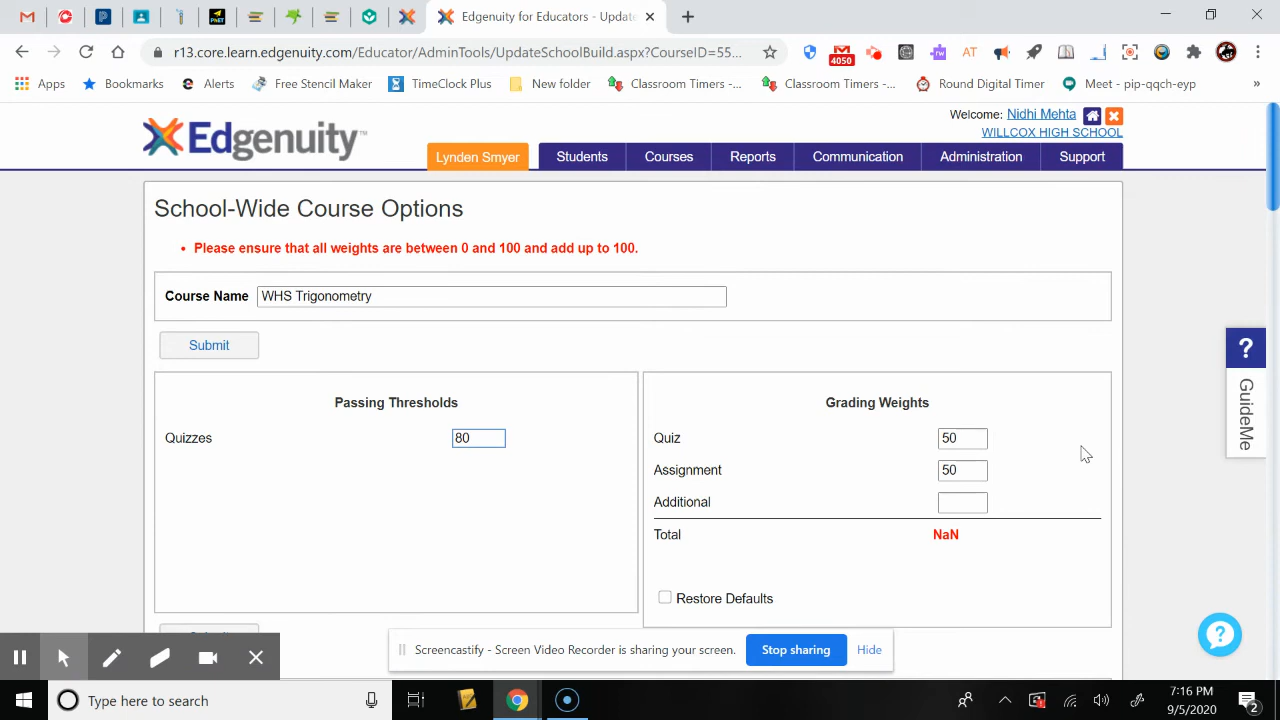 Edgenuity for Educators - Update
r13.core.learn.edgenuity.com/Educator/AdminTools/UpdateSchoolBuild.aspx?CourseID=55...
4050
AT
Apps
Bookmarks
Alerts
Free Stencil Maker
TimeClock Plus
New folder
Classroom Timers -...
Classroom Timers -...
Round Digital Timer
Meet - pip-qqch-eyp
»
Welcome: Nidhi Mehta
WILLCOX HIGH SCHOOL
Edgenuity™
Lynden Smyer
Students
Courses
Reports
Communication
Administration
Support
School-Wide Course Options
• Please ensure that all weights are between 0 and 100 and add up to 100.
Course Name WHS Trigonometry
Submit
Passing Thresholds
Quizzes 80
Grading Weights
Quiz 50
Assignment 50
Additional
Total NaN
Restore Defaults
? GuideMe
Screencastify - Screen Video Recorder is sharing your screen.
Stop sharing
Hide
?
Type here to search
7:16 PM
9/5/2020
2